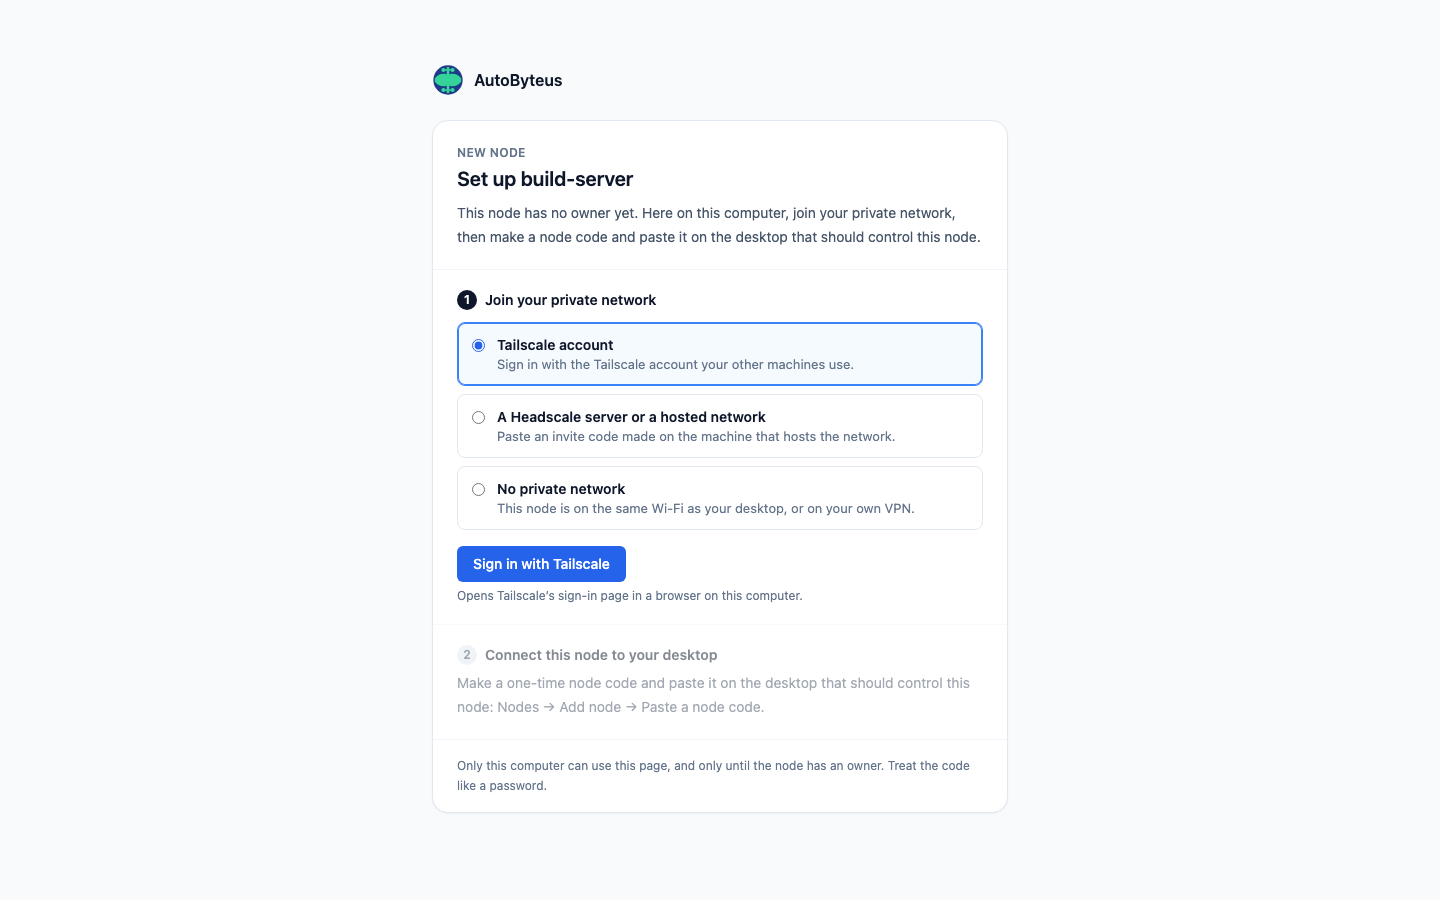 AutoByteus
NEW NODE
Set up build-server
This node has no owner yet. Here on this computer, join your private network,
then make a node code and paste it on the desktop that should control this node.
1 Join your private network
Tailscale account
Sign in with the Tailscale account your other machines use.
A Headscale server or a hosted network
Paste an invite code made on the machine that hosts the network.
No private network
This node is on the same Wi-Fi as your desktop, or on your own VPN.
Sign in with Tailscale
Opens Tailscale's sign-in page in a browser on this computer.
2 Connect this node to your desktop
Make a one-time node code and paste it on the desktop that should control this
node: Nodes → Add node → Paste a node code.
Only this computer can use this page, and only until the node has an owner. Treat the code
like a password.